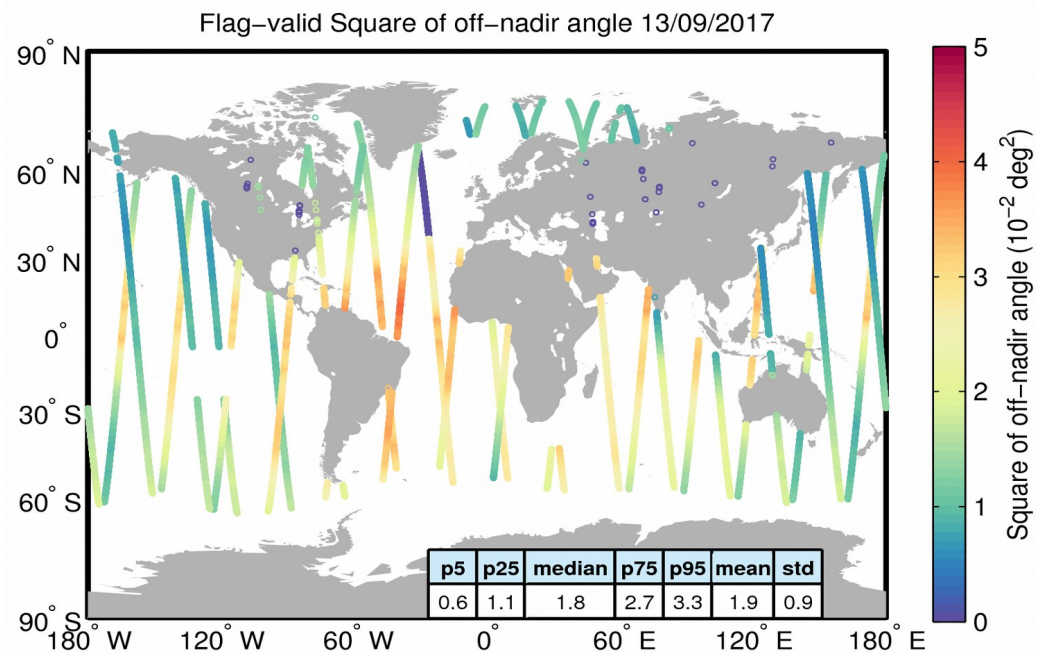 Flag−valid Square of off−nadir angle 13/09/2017
90° N
60° N
30° N
0°
30° S
60° S
90° S
180° W
120° W
60° W
0°
60° E
120° E
180° E
p5 p25 median p75 p95 mean std
0.6 1.1 1.8 2.7 3.3 1.9 0.9
5
4
3
2
1
0
Square of off−nadir angle (10⁻² deg²)